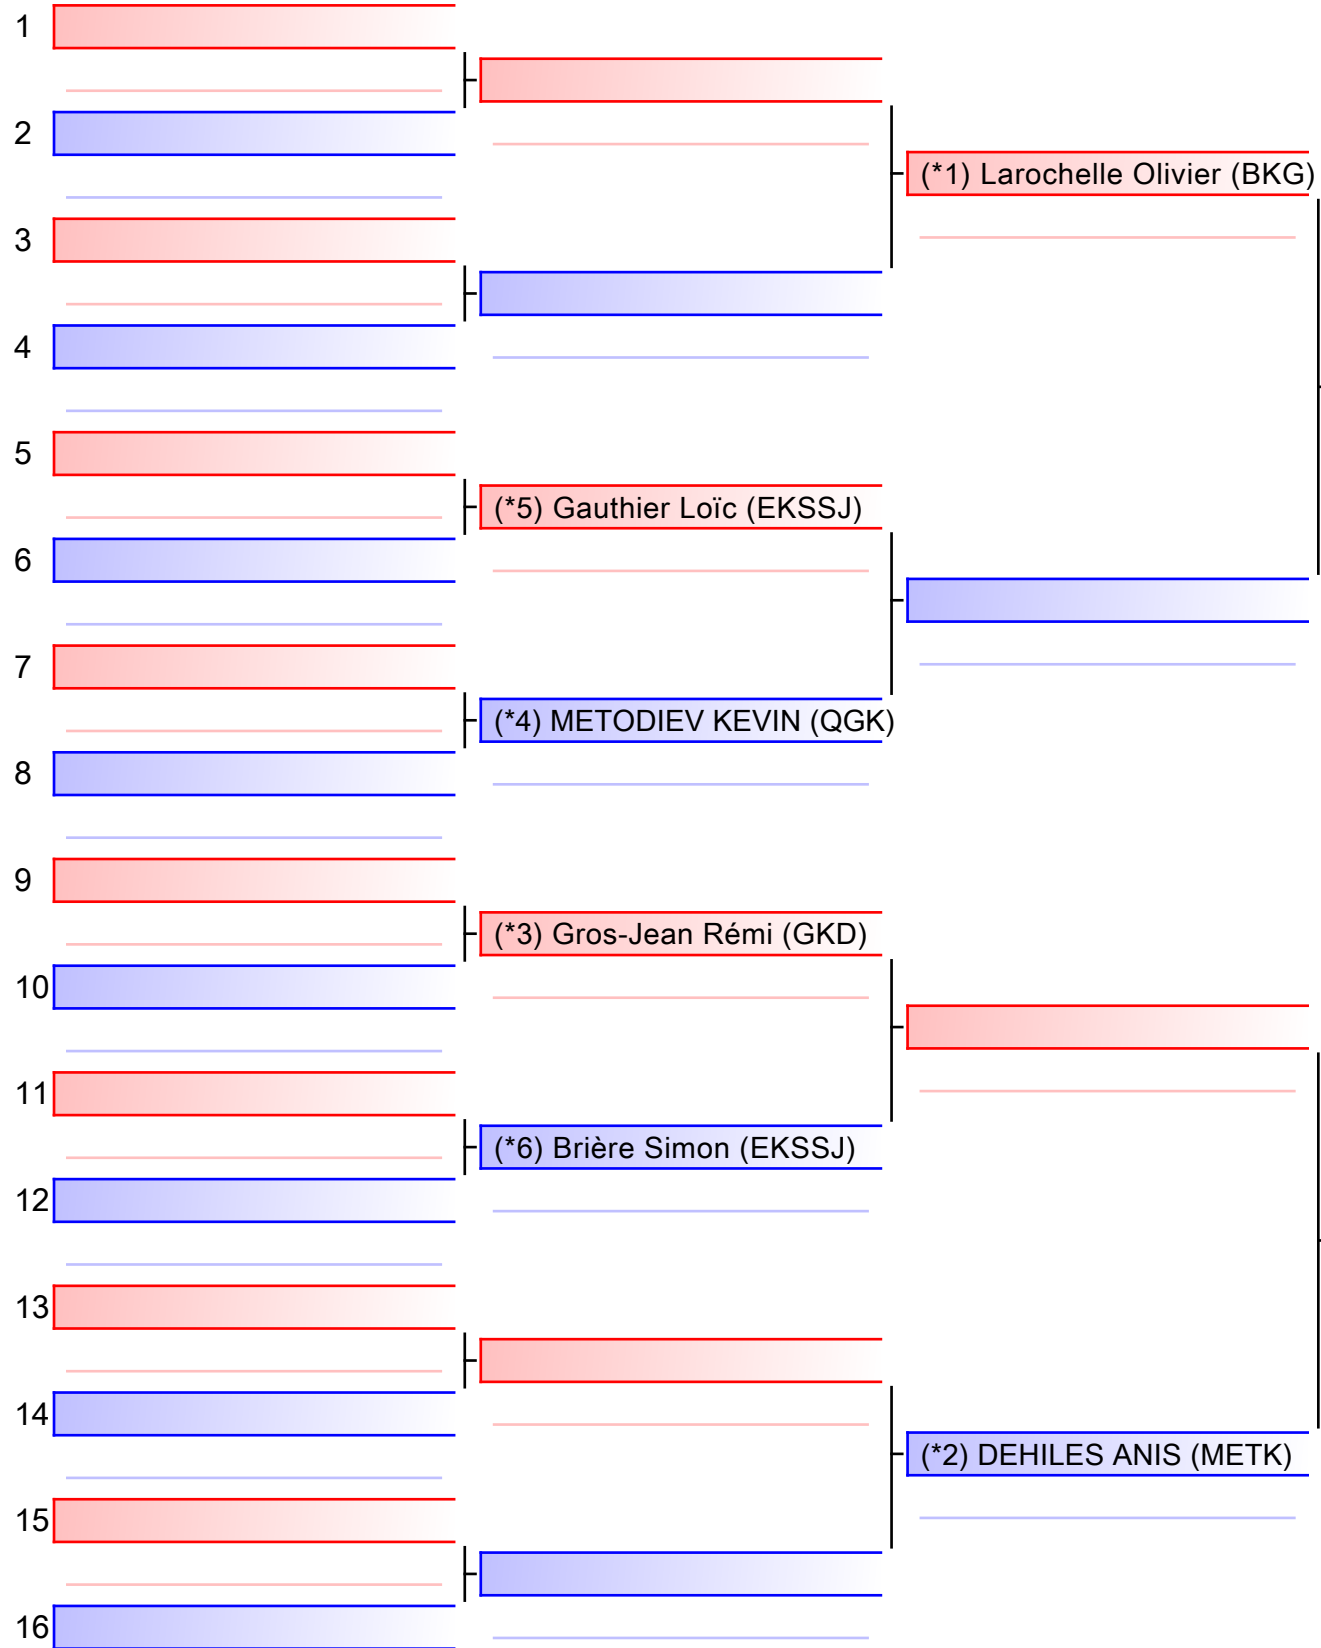 1
2
(*1) Larochelle Olivier (BKG)
3
4
5
(*5) Gauthier Loïc (EKSSJ)
6
7
(*4) METODIEV KEVIN (QGK)
8
9
(*3) Gros-Jean Rémi (GKD)
10
11
(*6) Brière Simon (EKSSJ)
12
13
14
(*2) DEHILES ANIS (METK)
15
16